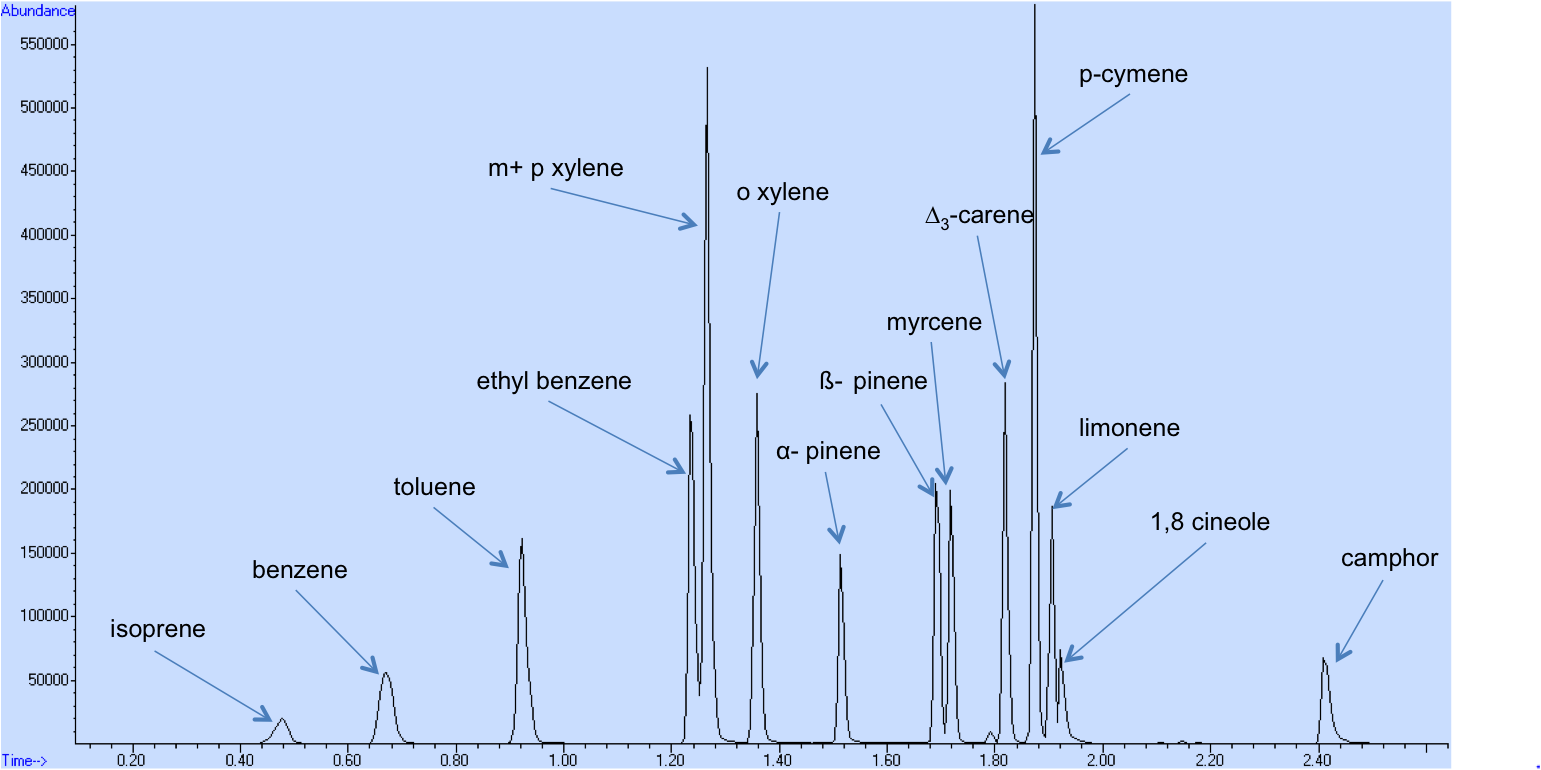 Abundance
550000
500000
450000
400000
350000
300000
250000
200000
150000
100000
50000
p-cymene
m+ p xylene
o xylene
Δ3-carene
myrcene
ethyl benzene
ß- pinene
limonene
α- pinene
toluene
1,8 cineole
benzene
camphor
isoprene
Time-->
0.20 0.40 0.60 0.80 1.00 1.20 1.40 1.60 1.80 2.00 2.20 2.40